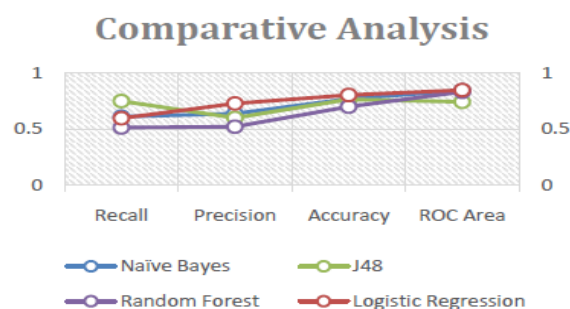 Comparative Analysis
1 1
0.5 0.5
0 0
Recall Precision Accuracy ROC Area
Naïve Bayes J48
Random Forest Logistic Regression